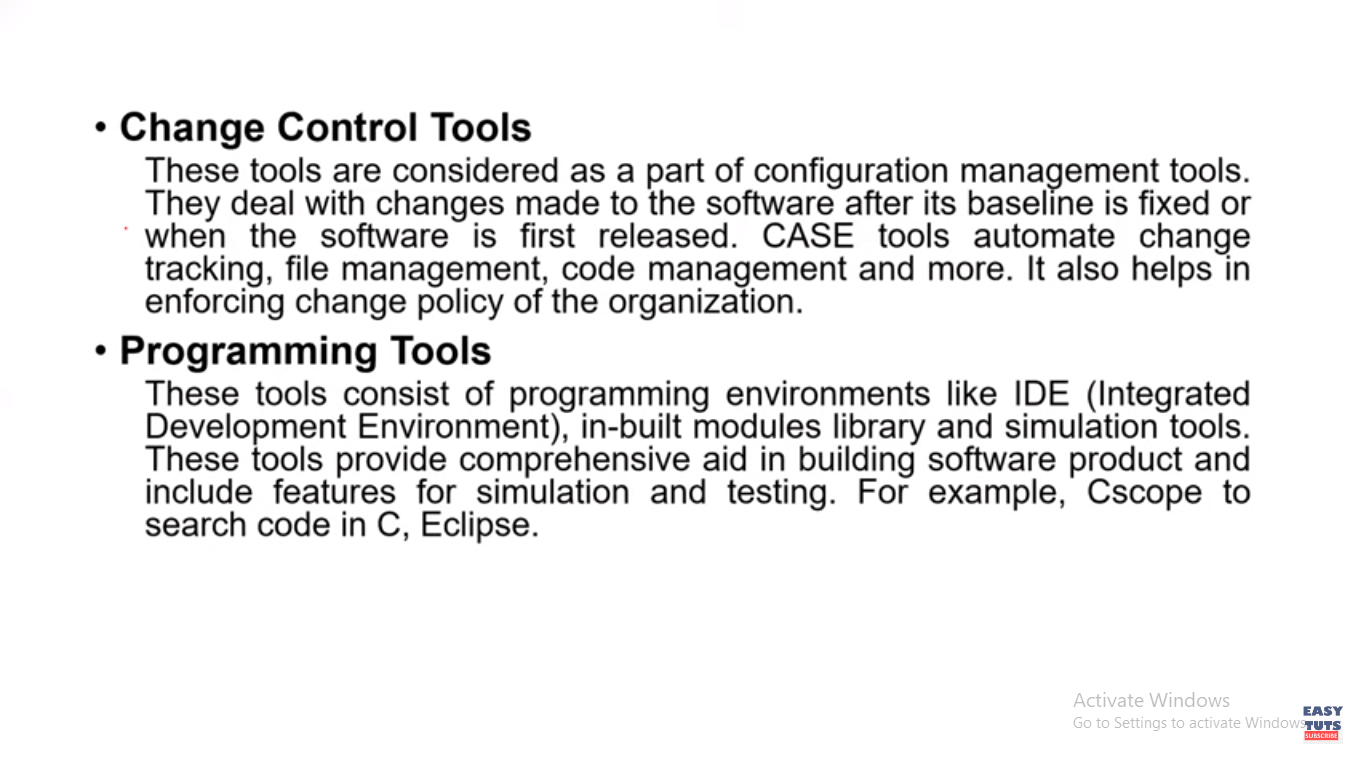 • Change Control Tools
These tools are considered as a part of configuration management tools.
They deal with changes made to the software after its baseline is fixed or
when the software is first released. CASE tools automate change
tracking, file management, code management and more. It also helps in
enforcing change policy of the organization.
• Programming Tools
These tools consist of programming environments like IDE (Integrated
Development Environment), in-built modules library and simulation tools.
These tools provide comprehensive aid in building software product and
include features for simulation and testing. For example, Cscope to
search code in C, Eclipse.
Activate Windows
Go to Settings to activate Windows
EASY
TUTS
SUBSCRIBE